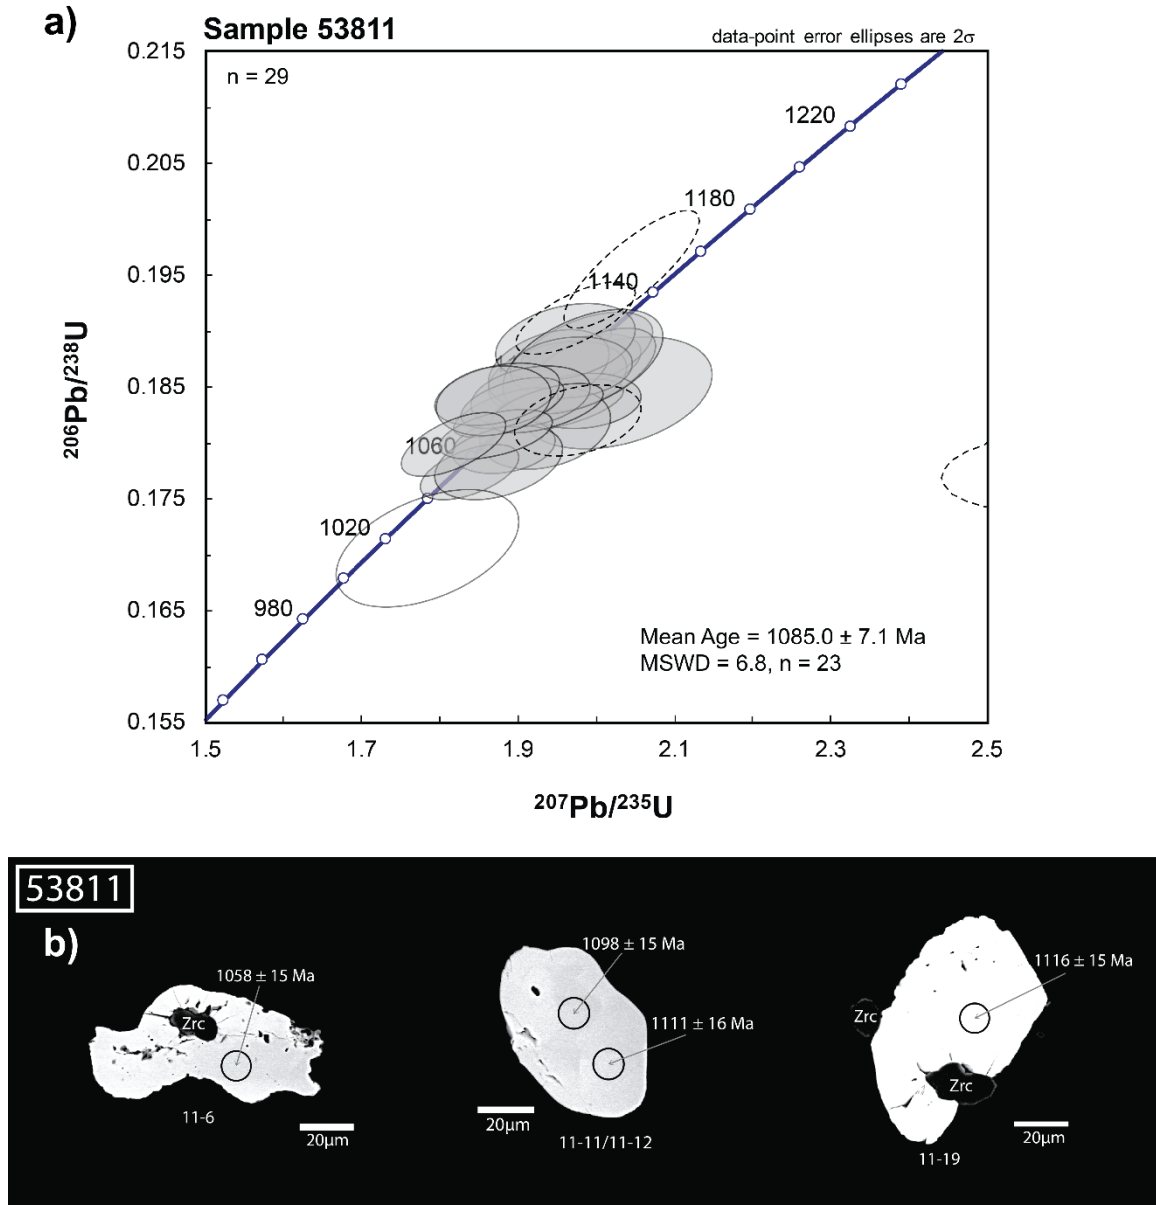 a)
Sample 53811
data-point error ellipses are 2σ
n = 29
0.215
0.205
0.195
0.185
0.175
0.165
0.155
1220
1180
1140
1060
1020
980
Mean Age = 1085.0 ± 7.1 Ma
MSWD = 6.8, n = 23
1.5 1.7 1.9 2.1 2.3 2.5
²⁰⁶Pb/²³⁸U
²⁰⁷Pb/²³⁵U
53811
b)
1058 ± 15 Ma
Zrc
11-6
20µm
1098 ± 15 Ma
1111 ± 16 Ma
20µm
11-11/11-12
1116 ± 15 Ma
Zrc
Zrc
20µm
11-19